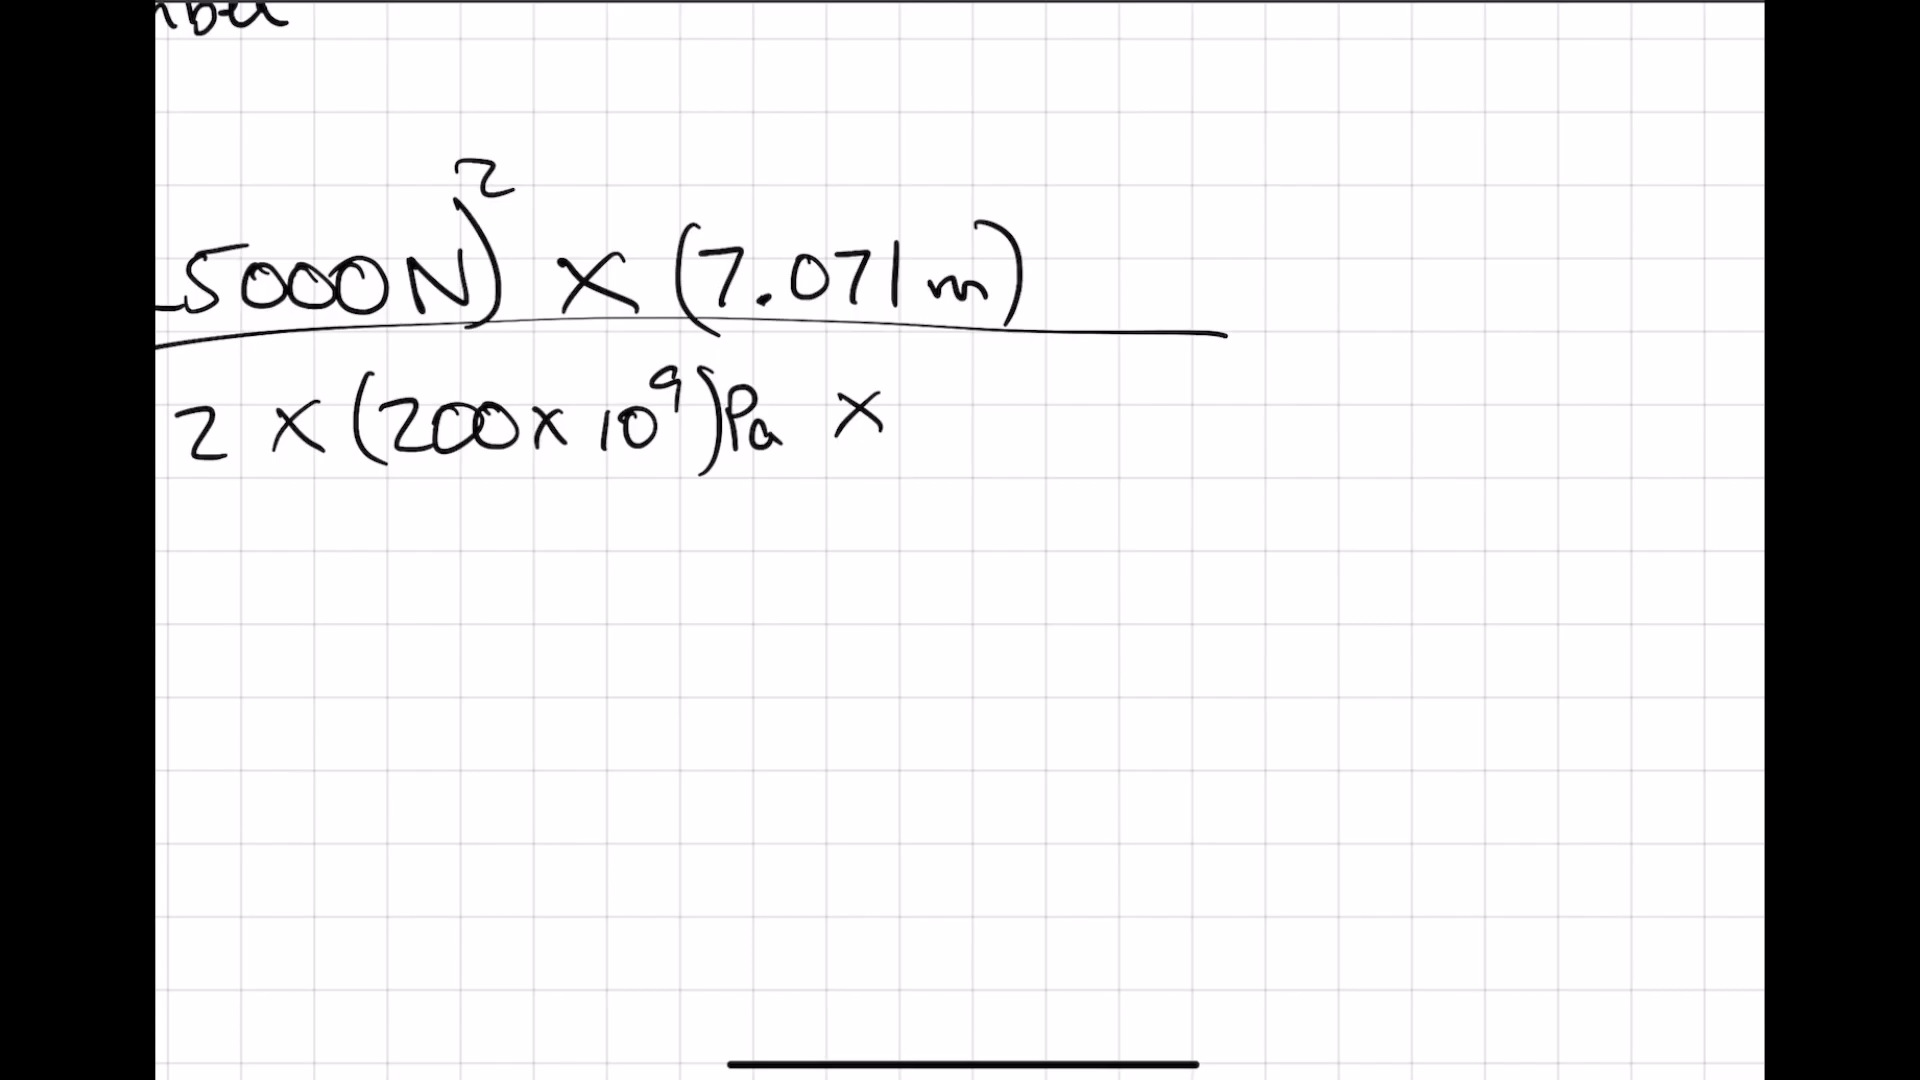 5000N)² × (7.071m)
2 × (200×10⁹)Pa ×